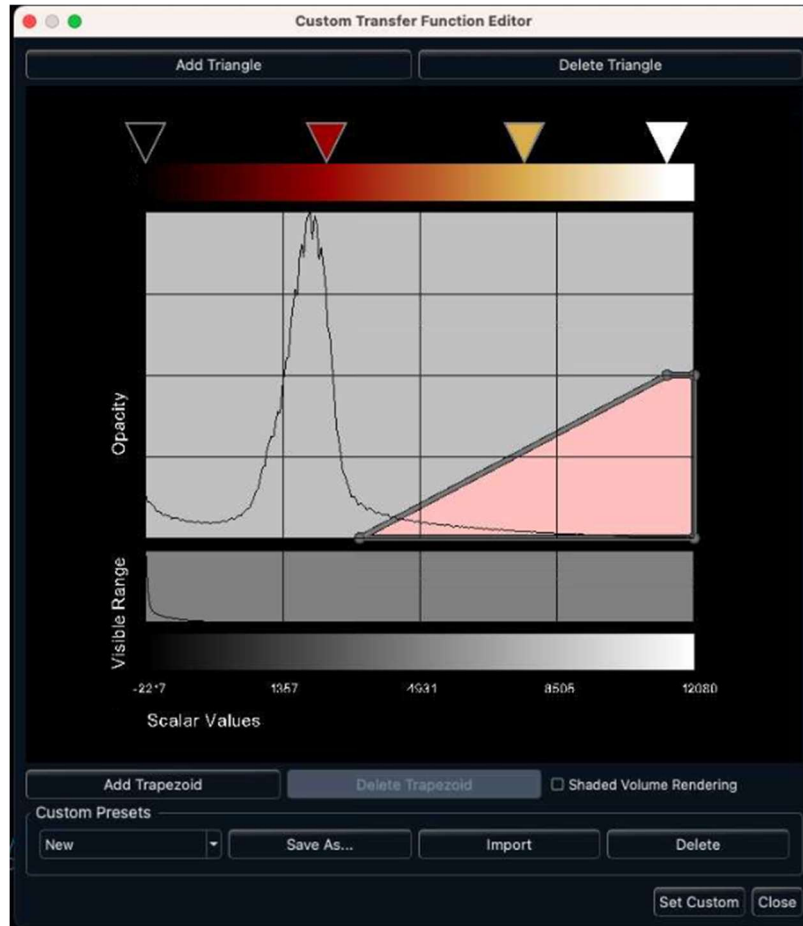 Custom Transfer Function Editor
Add Triangle Delete Triangle
Opacity
Visible Range
1357 4931 8505 12080
Scalar Values
Add Trapezoid Delete Trapezoid Shaded Volume Rendering
Custom Presets
New Save As... Import Delete
Set Custom Close